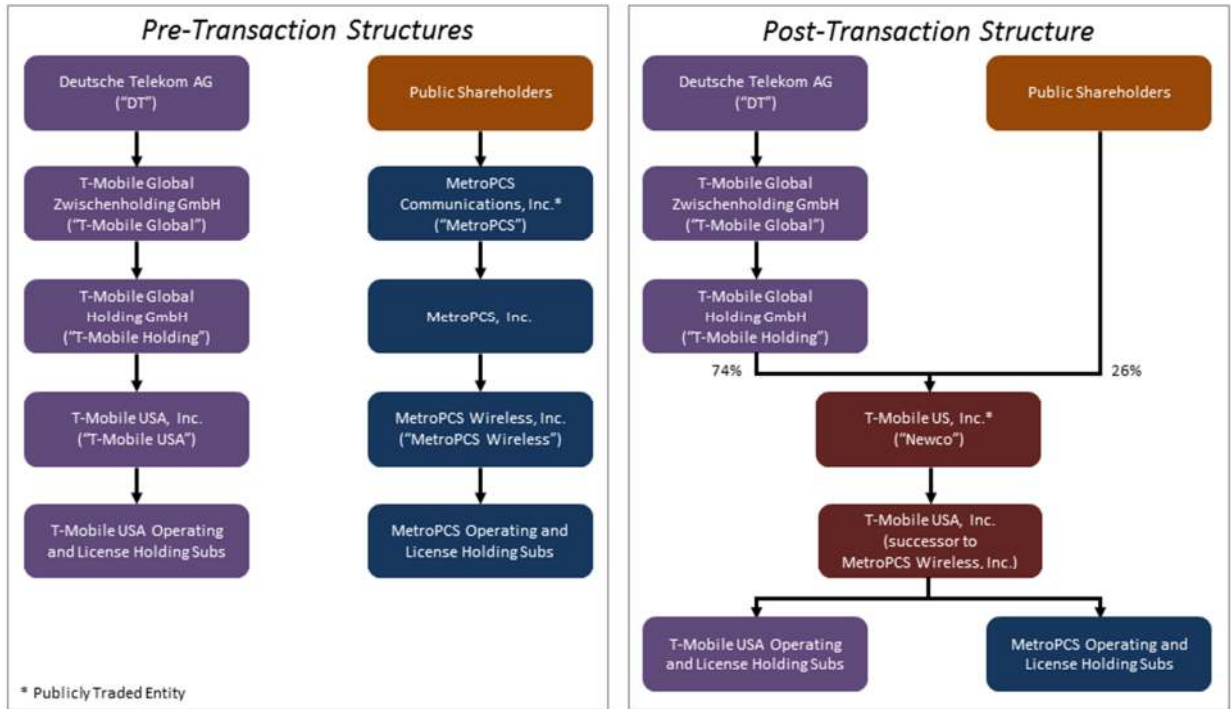 Pre-Transaction Structures
Deutsche Telekom AG
("DT")
T-Mobile Global
Zwischenholding GmbH
("T-Mobile Global")
T-Mobile Global
Holding GmbH
("T-Mobile Holding")
T-Mobile USA, Inc.
("T-Mobile USA")
T-Mobile USA Operating
and License Holding Subs
Public Shareholders
MetroPCS
Communications, Inc.*
("MetroPCS")
MetroPCS, Inc.
MetroPCS Wireless, Inc.
("MetroPCS Wireless")
MetroPCS Operating and
License Holding Subs
* Publicly Traded Entity
Post-Transaction Structure
Deutsche Telekom AG
("DT")
T-Mobile Global
Zwischenholding GmbH
("T-Mobile Global")
T-Mobile Global
Holding GmbH
("T-Mobile Holding")
Public Shareholders
74%
26%
T-Mobile US, Inc.*
("Newco")
T-Mobile USA, Inc.
(successor to
MetroPCS Wireless, Inc.)
T-Mobile USA Operating
and License Holding Subs
MetroPCS Operating and
License Holding Subs